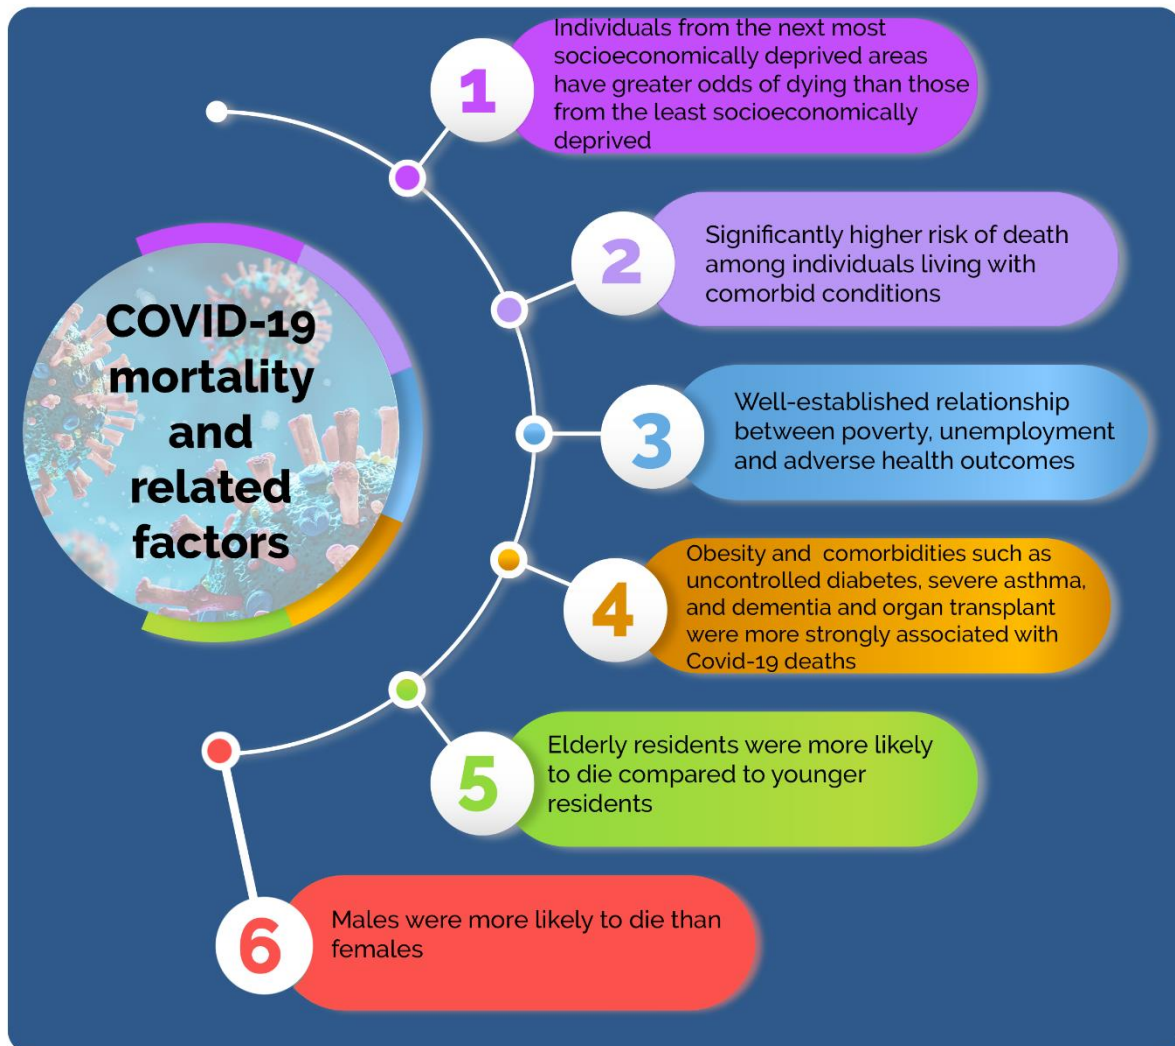 COVID-19
mortality
and
related
factors
1
Individuals from the next most
socioeconomically deprived areas
have greater odds of dying than those
from the least socioeconomically
deprived
2
Significantly higher risk of death
among individuals living with
comorbid conditions
3
Well-established relationship
between poverty, unemployment
and adverse health outcomes
4
Obesity and comorbidities such as
uncontrolled diabetes, severe asthma,
and dementia and organ transplant
were more strongly associated with
Covid-19 deaths
5
Elderly residents were more likely
to die compared to younger
residents
6
Males were more likely to die than
females